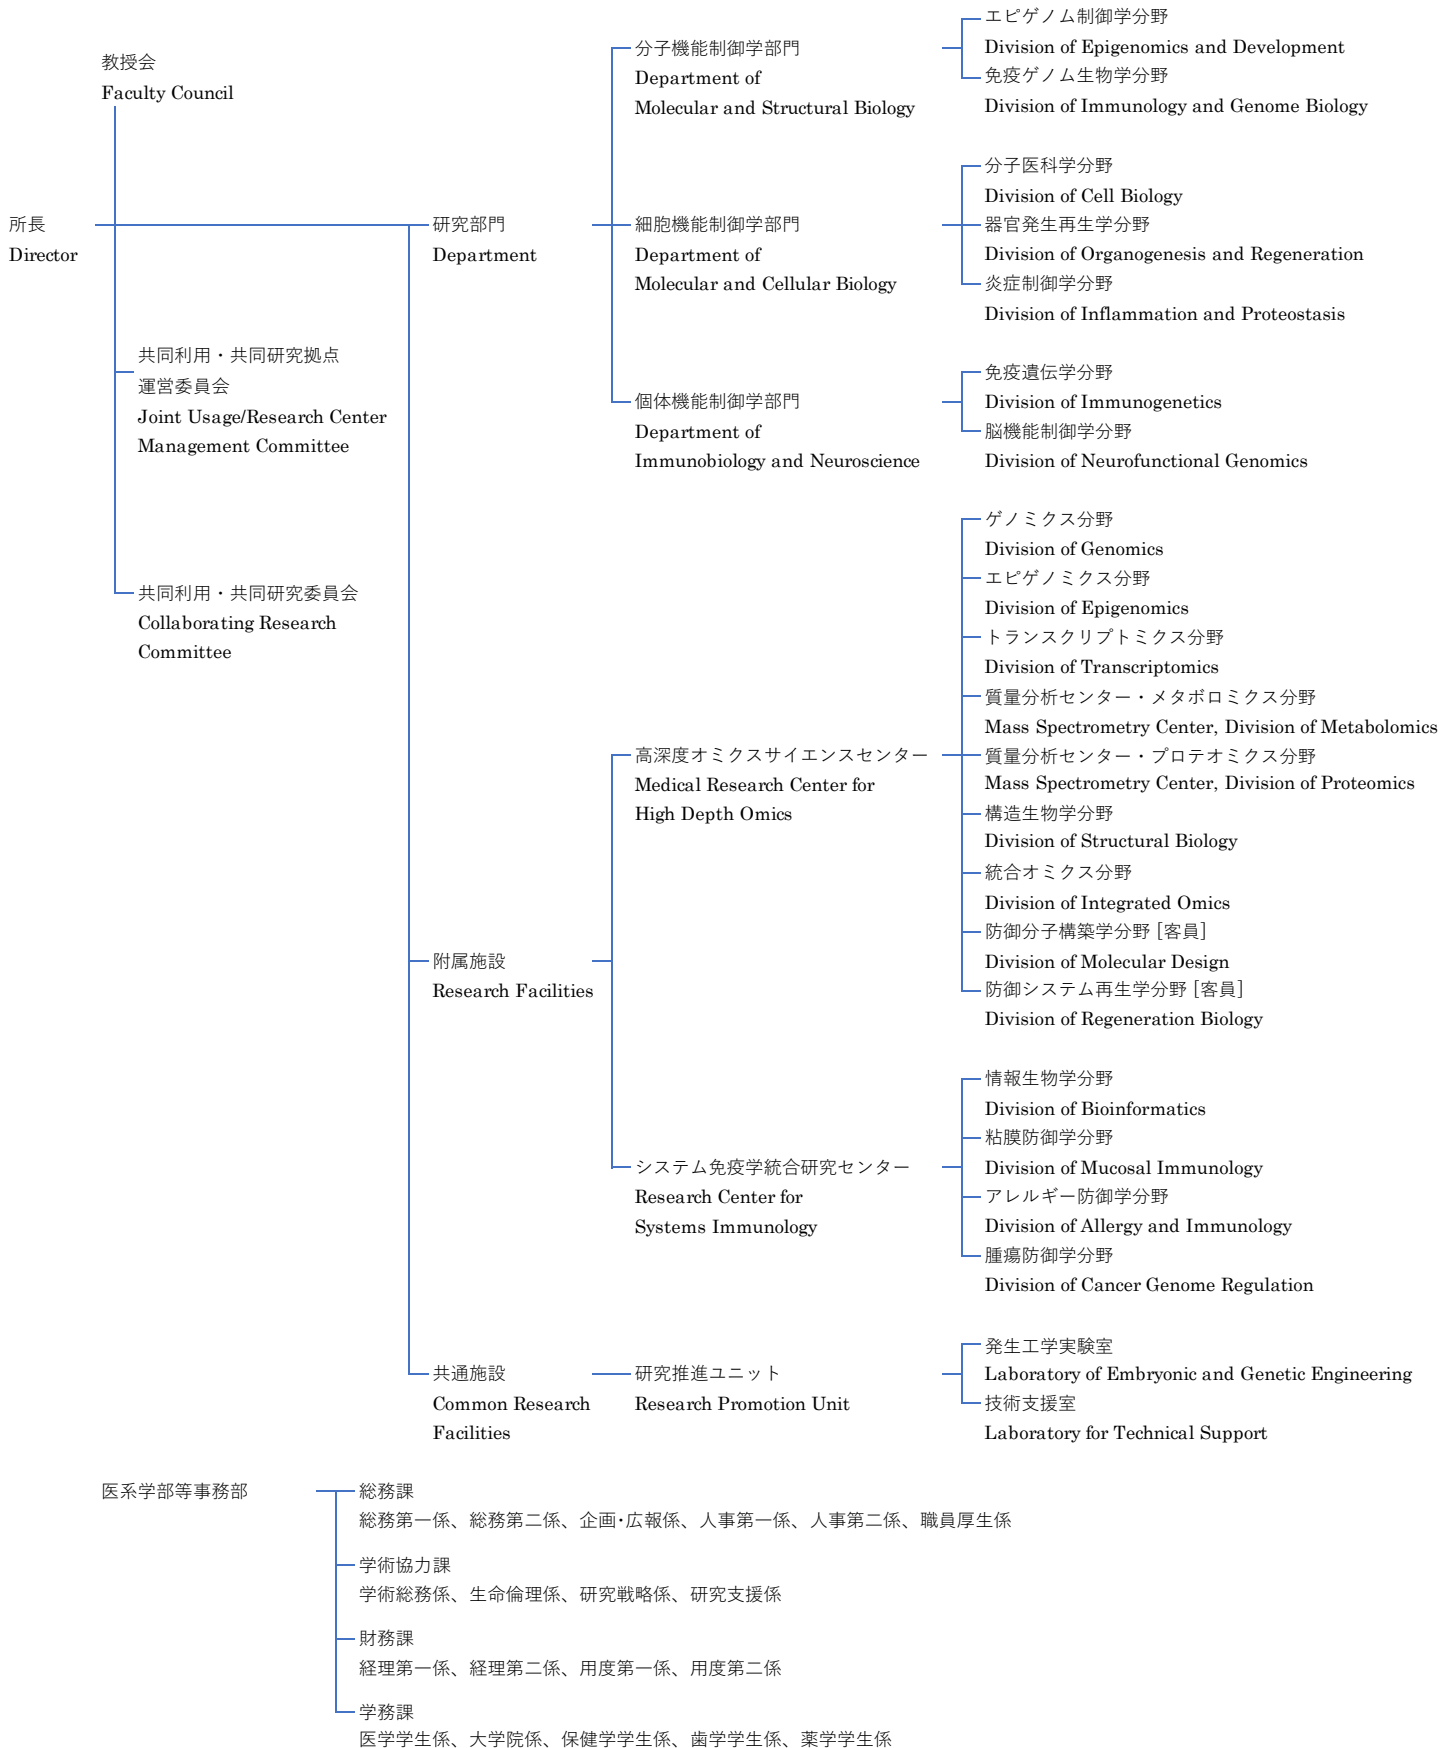 教授会
Faculty Council
所長
Director
共同利用・共同研究拠点
運営委員会
Joint Usage/Research Center
Management Committee
共同利用・共同研究委員会
Collaborating Research
Committee
研究部門
Department
分子機能制御学部門
Department of
Molecular and Structural Biology
エピゲノム制御学分野
Division of Epigenomics and Development
免疫ゲノム生物学分野
Division of Immunology and Genome Biology
細胞機能制御学部門
Department of
Molecular and Cellular Biology
分子医科学分野
Division of Cell Biology
器官発生再生学分野
Division of Organogenesis and Regeneration
炎症制御学分野
Division of Inflammation and Proteostasis
個体機能制御学部門
Department of
Immunobiology and Neuroscience
免疫遺伝学分野
Division of Immunogenetics
脳機能制御学分野
Division of Neurofunctional Genomics
附属施設
Research Facilities
高深度オミクスサイエンスセンター
Medical Research Center for
High Depth Omics
ゲノミクス分野
Division of Genomics
エピゲノミクス分野
Division of Epigenomics
トランスクリプトミクス分野
Division of Transcriptomics
質量分析センター・メタボロミクス分野
Mass Spectrometry Center, Division of Metabolomics
質量分析センター・プロテオミクス分野
Mass Spectrometry Center, Division of Proteomics
構造生物学分野
Division of Structural Biology
統合オミクス分野
Division of Integrated Omics
防御分子構築学分野 [客員]
Division of Molecular Design
防御システム再生学分野 [客員]
Division of Regeneration Biology
システム免疫学統合研究センター
Research Center for
Systems Immunology
情報生物学分野
Division of Bioinformatics
粘膜防御学分野
Division of Mucosal Immunology
アレルギー防御学分野
Division of Allergy and Immunology
腫瘍防御学分野
Division of Cancer Genome Regulation
共通施設
Common Research
Facilities
研究推進ユニット
Research Promotion Unit
発生工学実験室
Laboratory of Embryonic and Genetic Engineering
技術支援室
Laboratory for Technical Support
医系学部等事務部
総務課
総務第一係、総務第二係、企画・広報係、人事第一係、人事第二係、職員厚生係
学術協力課
学術総務係、生命倫理係、研究戦略係、研究支援係
財務課
経理第一係、経理第二係、用度第一係、用度第二係
学務課
医学学生係、大学院係、保健学学生係、歯学学生係、薬学学生係